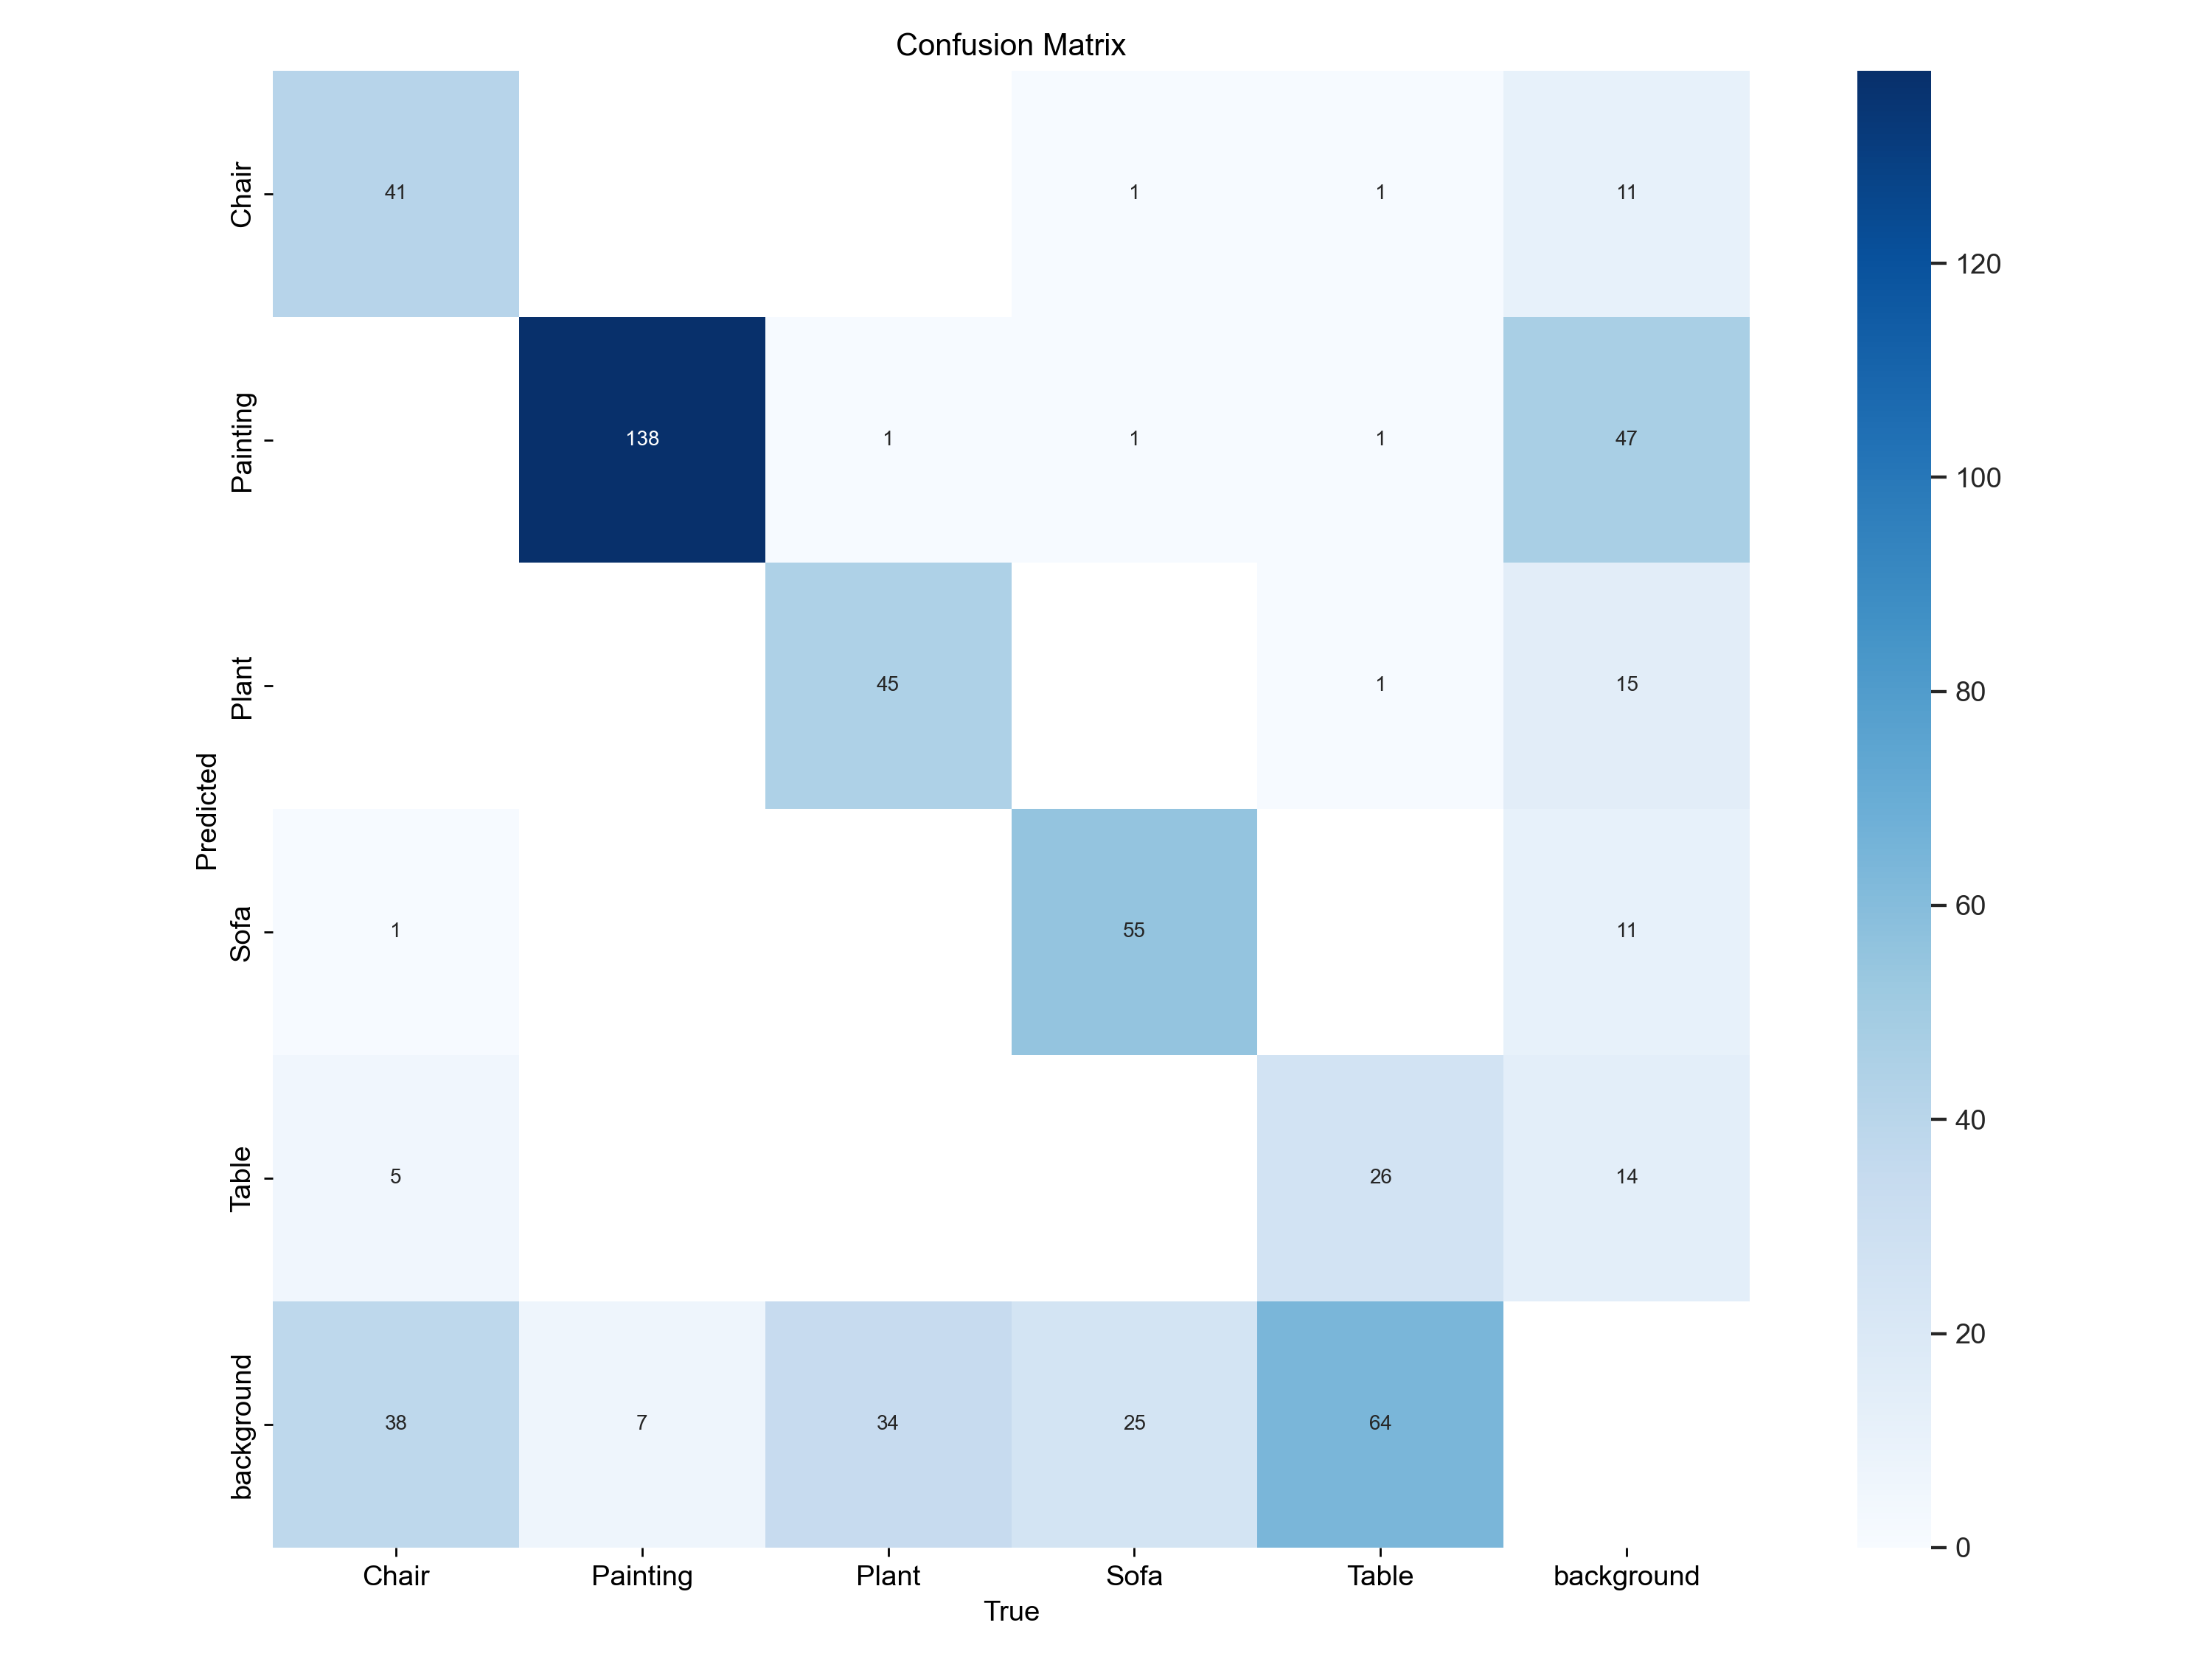 Confusion Matrix
Chair
41
1
1
11
120
Painting
138
1
1
1
47
100
Plant
45
1
15
80
Predicted
Sofa
1
55
11
60
Table
5
26
14
40
background
38
7
34
25
64
20
0
Chair
Painting
Plant
Sofa
Table
background
True